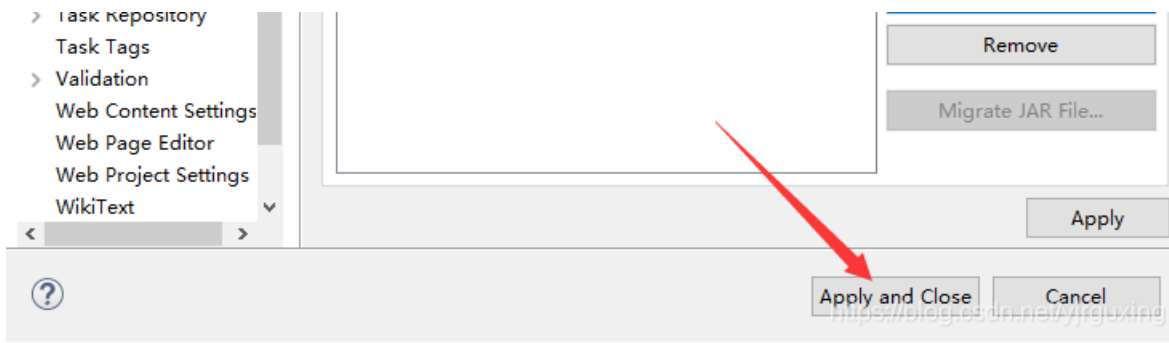 Task Repository
Task Tags
Validation
Web Content Settings
Web Page Editor
Web Project Settings
WikiText
Remove
Migrate JAR File...
Apply
Apply and Close
Cancel
https://blog.csdn.net/yjrguxing